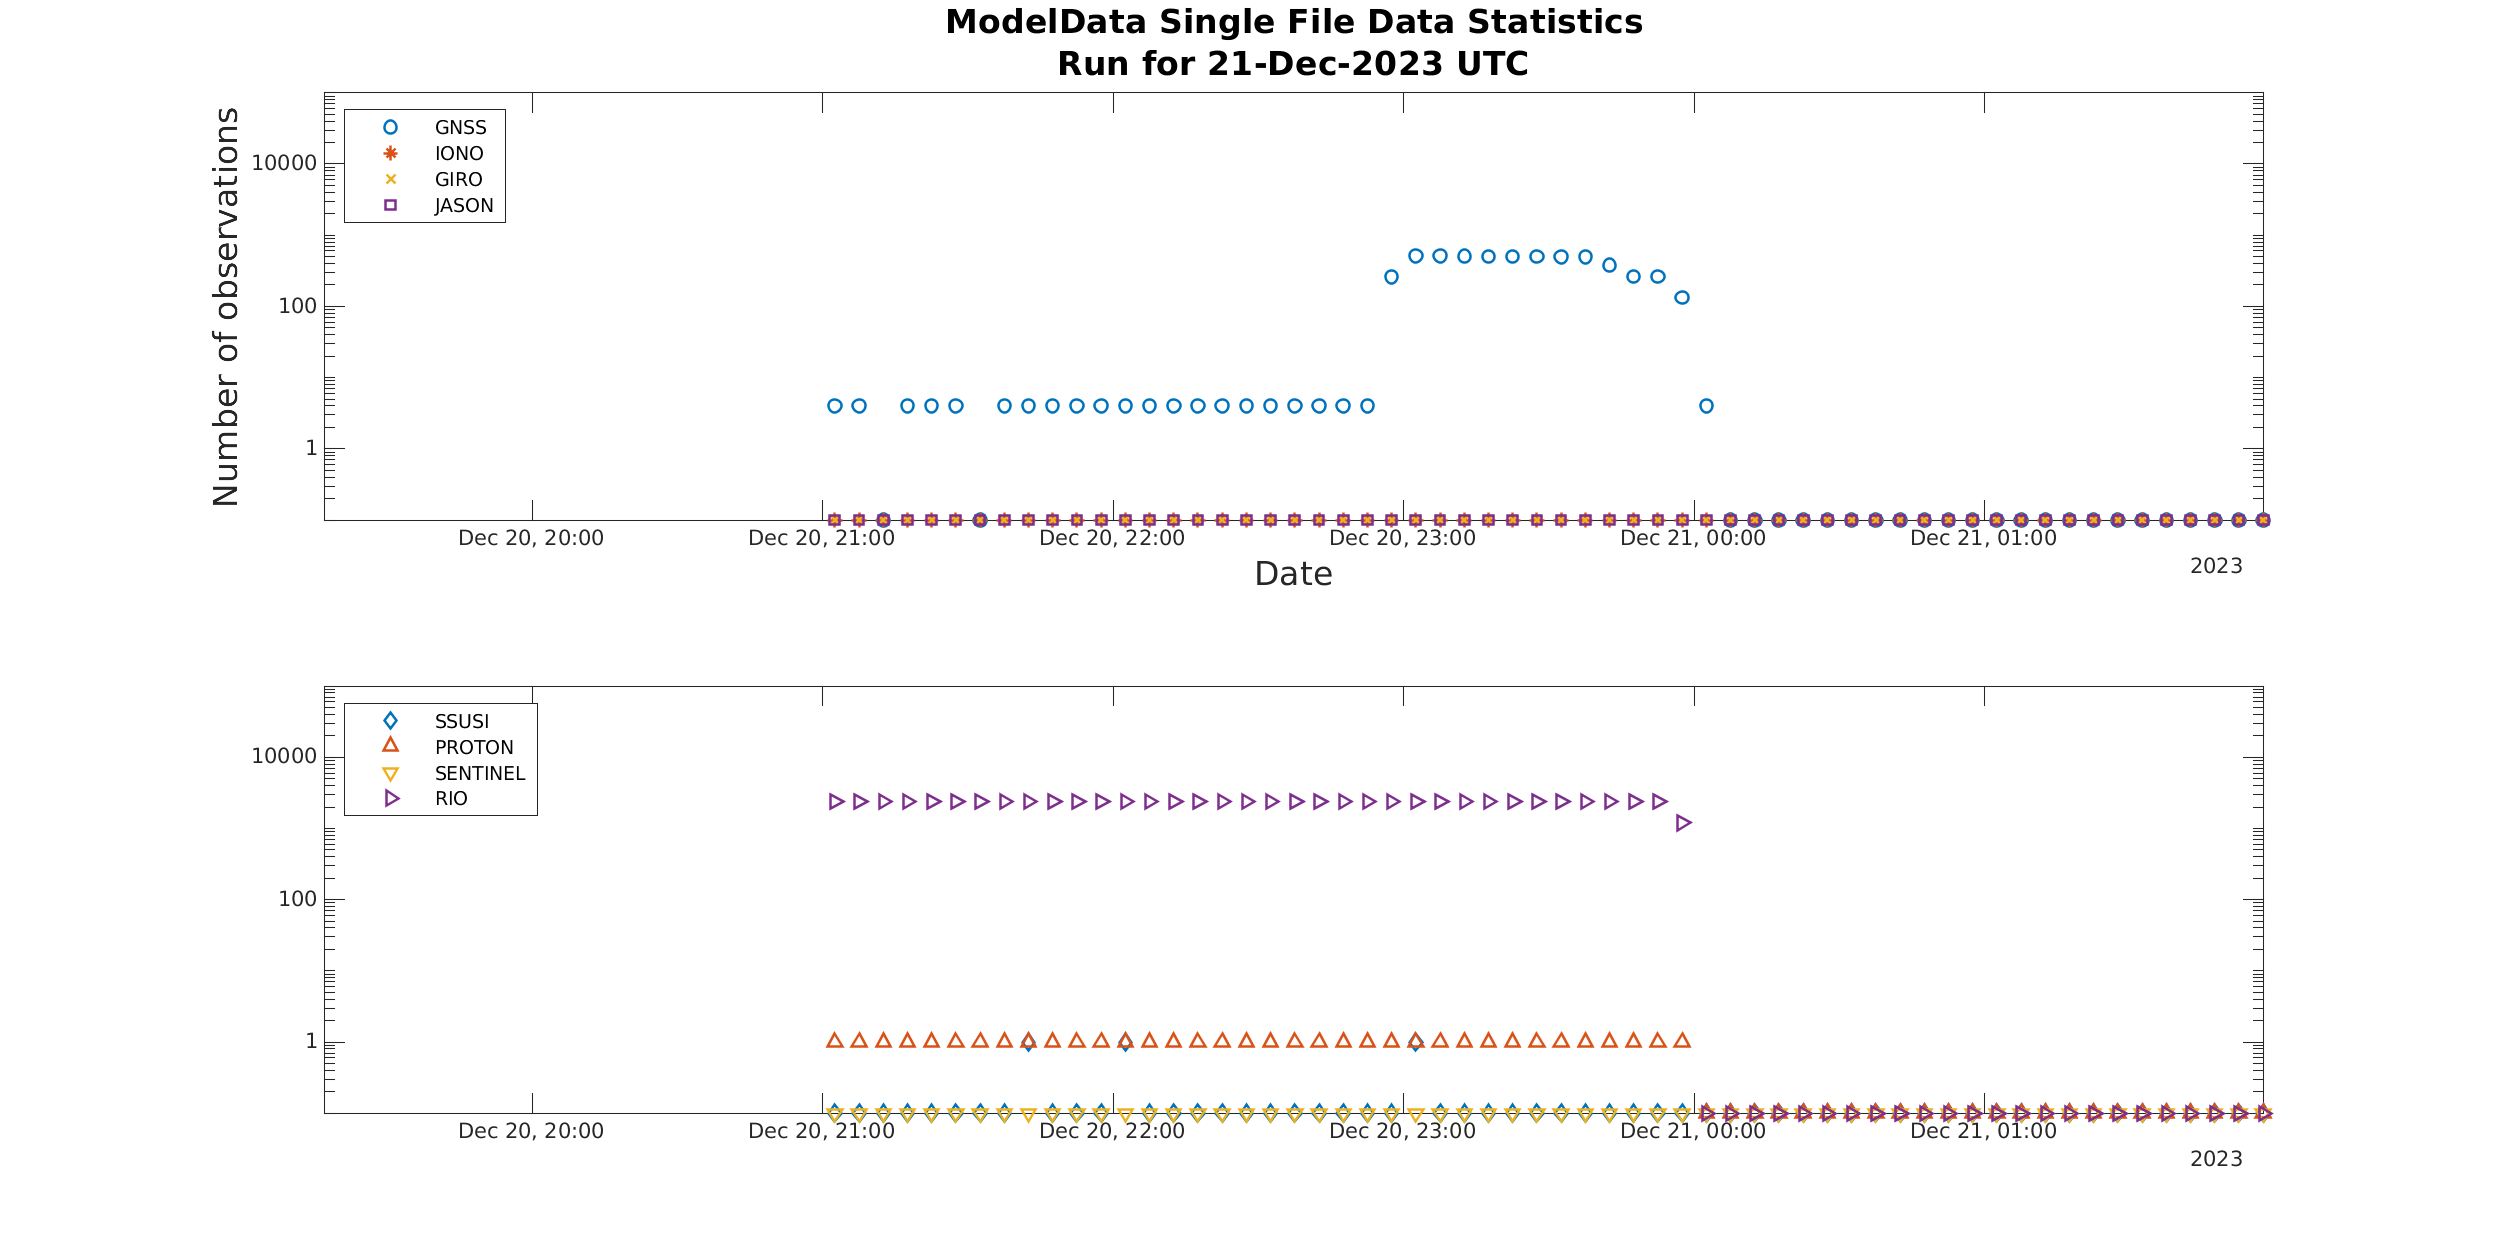 ModelData Single File Data Statistics
Run for 21-Dec-2023 UTC
Number of observations
10000
100
1
GNSS
IONO
GIRO
JASON
Dec 20, 20:00
Dec 20, 21:00
Dec 20, 22:00
Dec 20, 23:00
Dec 21, 00:00
Dec 21, 01:00
2023
Date
10000
100
1
SSUSI
PROTON
SENTINEL
RIO
Dec 20, 20:00
Dec 20, 21:00
Dec 20, 22:00
Dec 20, 23:00
Dec 21, 00:00
Dec 21, 01:00
2023